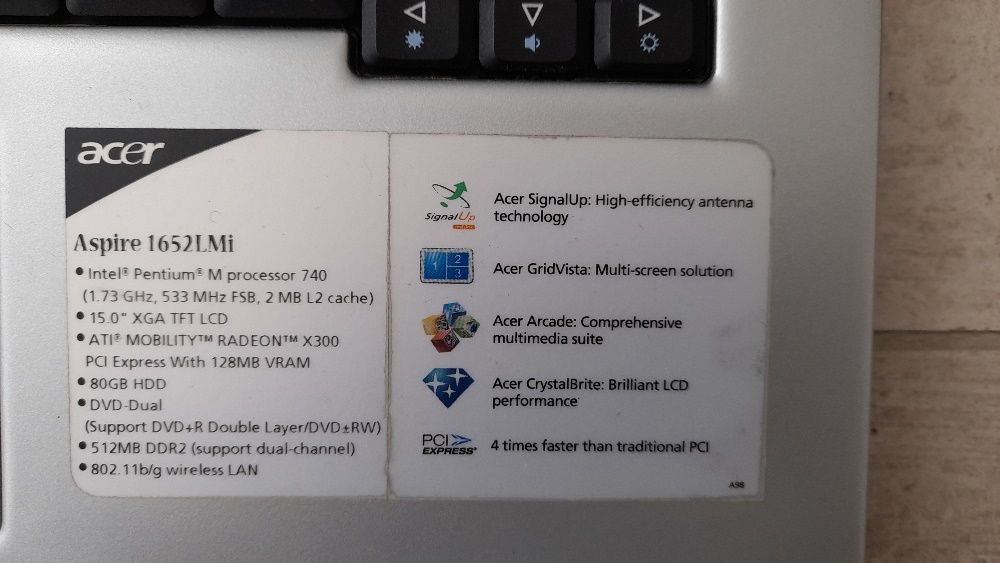 acer
Aspire 1652LMi
• Intel® Pentium® M processor 740
(1.73 GHz, 533 MHz FSB, 2 MB L2 cache)
• 15.0" XGA TFT LCD
• ATI® MOBILITY™ RADEON™ X300
PCI Express With 128MB VRAM
• 80GB HDD
• DVD-Dual
(Support DVD+R Double Layer/DVD±RW)
• 512MB DDR2 (support dual-channel)
• 802.11b/g wireless LAN
SignalUp
Acer SignalUp: High-efficiency antenna
technology
1 2
3
Acer GridVista: Multi-screen solution
Acer Arcade: Comprehensive
multimedia suite
Acer CrystalBrite: Brilliant LCD
performance
PCI
EXPRESS®
4 times faster than traditional PCI
A98